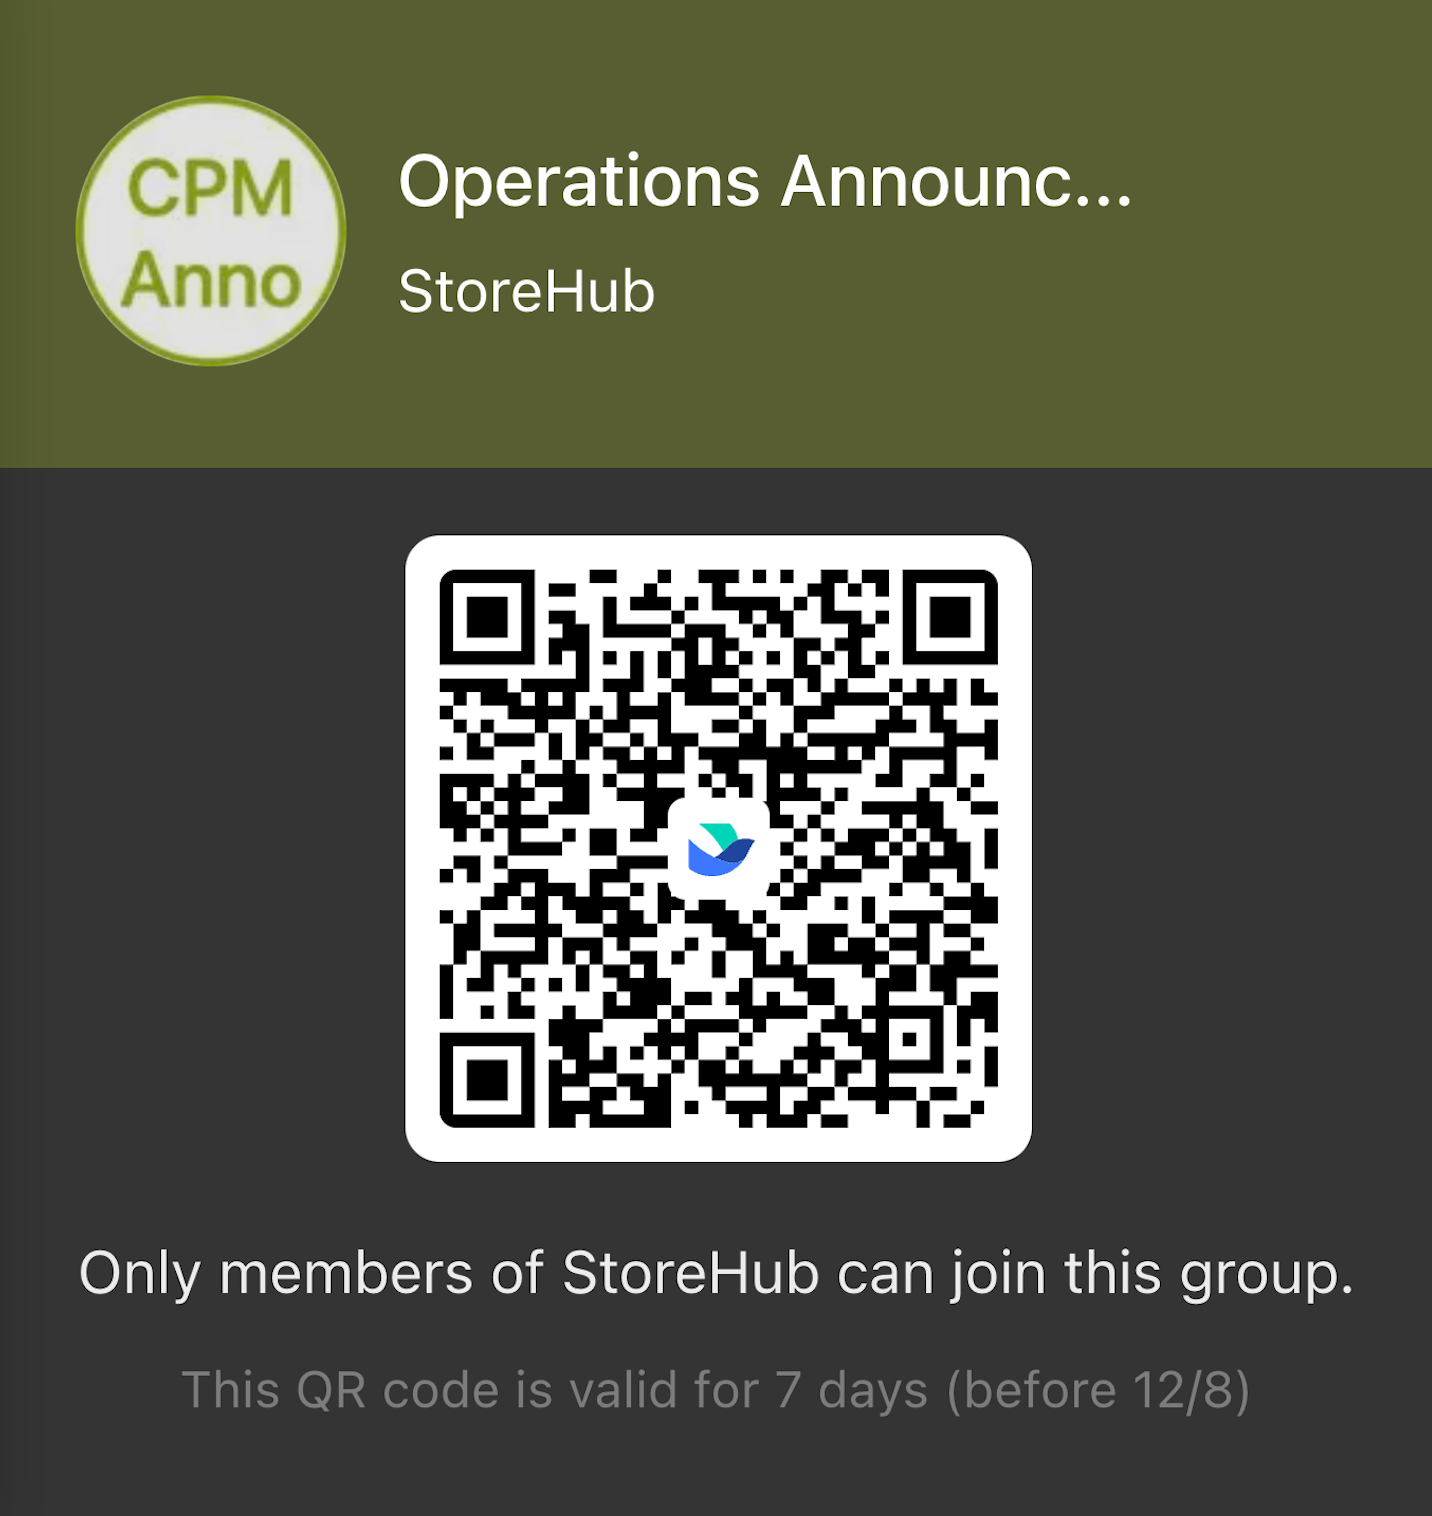 CPM
Anno
Operations Announc...
StoreHub
Only members of StoreHub can join this group.
This QR code is valid for 7 days (before 12/8)